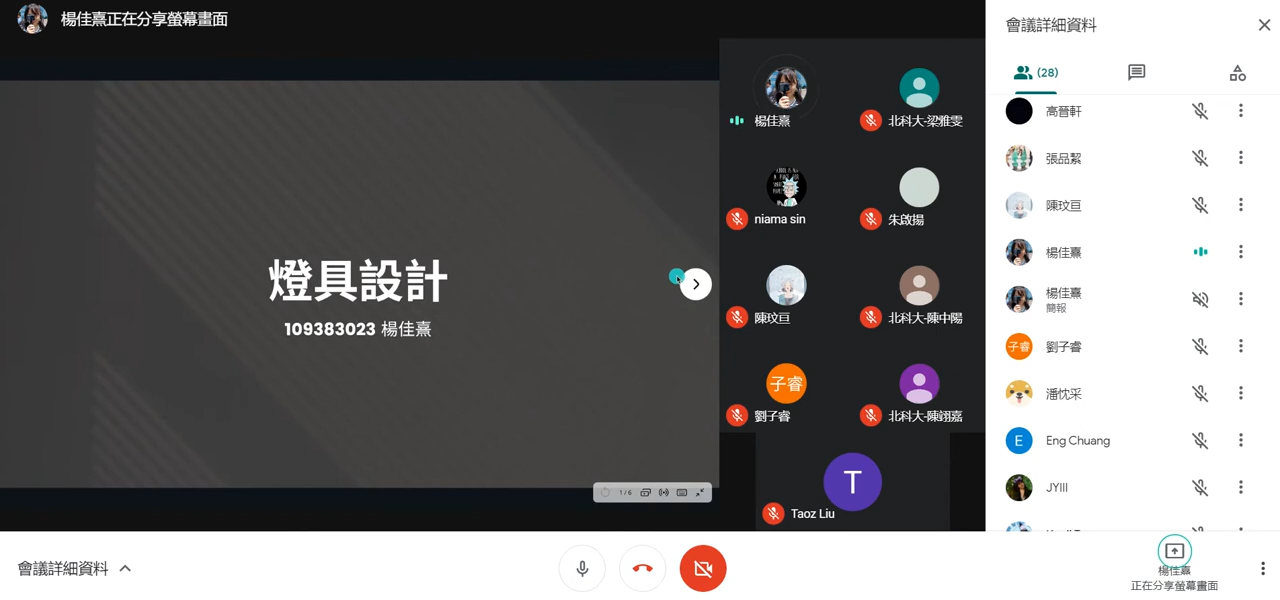 楊佳熹正在分享螢幕畫面
燈具設計
109383023 楊佳熹
1/6
楊佳熹
北科大-梁雅雯
niama sin
朱啟揚
陳玟亘
北科大-陳中陽
子睿
劉子睿
北科大-陳翊嘉
T
Taoz Liu
會議詳細資料
(28)
高晉軒
張品絜
陳玟亘
楊佳熹
楊佳熹
簡報
子睿
劉子睿
潘忱采
E
Eng Chuang
JYIII
會議詳細資料
楊佳熹
正在分享螢幕畫面